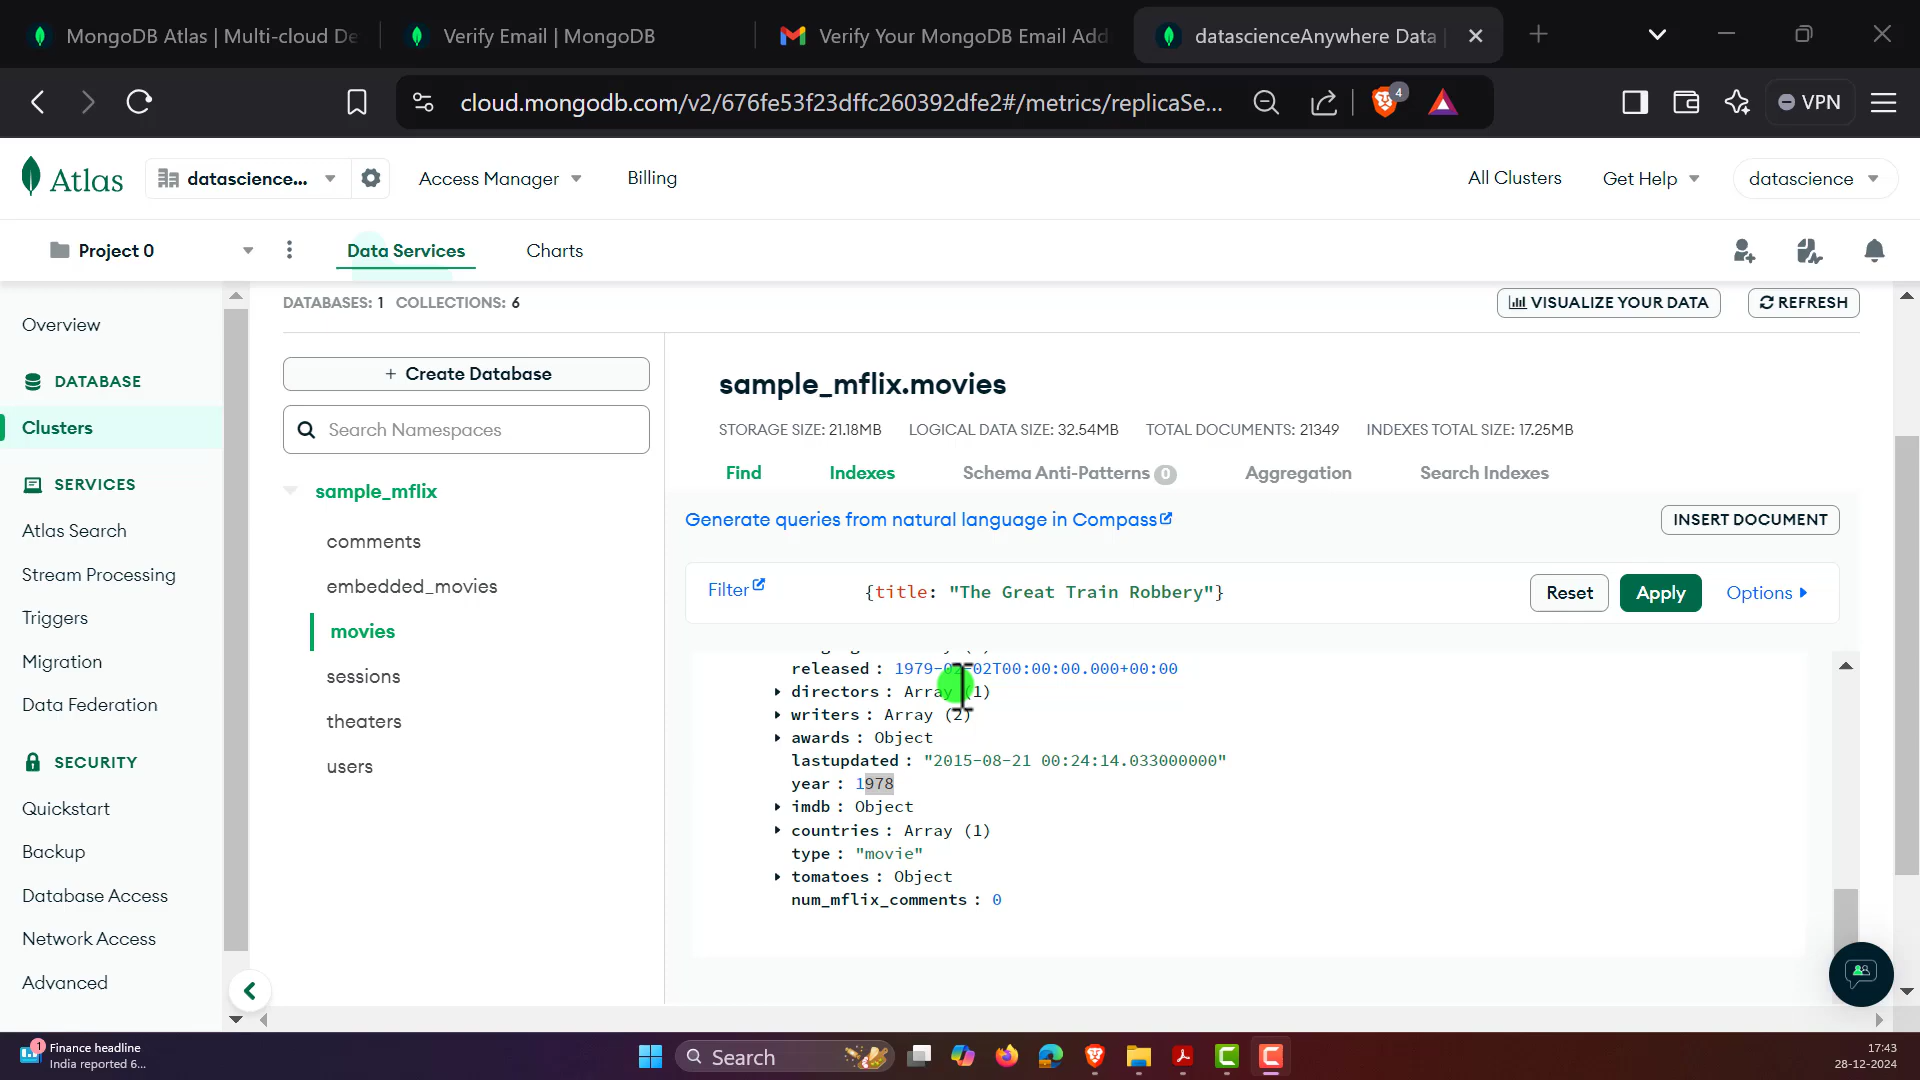 MongoDB Atlas | Multi-cloud De
Verify Email | MongoDB
Verify Your MongoDB Email Add
datascienceAnywhere Data
cloud.mongodb.com/v2/676fe53f23dffc260392dfe2#/metrics/replicaSe...
4
VPN
Atlas
datascience...
Access Manager
Billing
All Clusters
Get Help
datascience
Project 0
Data Services
Charts
Overview
DATABASE
Clusters
SERVICES
Atlas Search
Stream Processing
Triggers
Migration
Data Federation
SECURITY
Quickstart
Backup
Database Access
Network Access
Advanced
DATABASES: 1 COLLECTIONS: 6
VISUALIZE YOUR DATA
REFRESH
+ Create Database
Search Namespaces
sample_mflix
comments
embedded_movies
movies
sessions
theaters
users
sample_mflix.movies
STORAGE SIZE: 21.18MB LOGICAL DATA SIZE: 32.54MB TOTAL DOCUMENTS: 21349 INDEXES TOTAL SIZE: 17.25MB
Find
Indexes
Schema Anti-Patterns 0
Aggregation
Search Indexes
Generate queries from natural language in Compass
INSERT DOCUMENT
Filter
{title: "The Great Train Robbery"}
Reset
Apply
Options
released : 1979-02-02T00:00:00.000+00:00
directors : Array (1)
writers : Array (2)
awards : Object
lastupdated : "2015-08-21 00:24:14.033000000"
year : 1978
imdb : Object
countries : Array (1)
type : "movie"
tomatoes : Object
num_mflix_comments : 0
1
Finance headline
India reported 6...
Search
17:43
28-12-2024